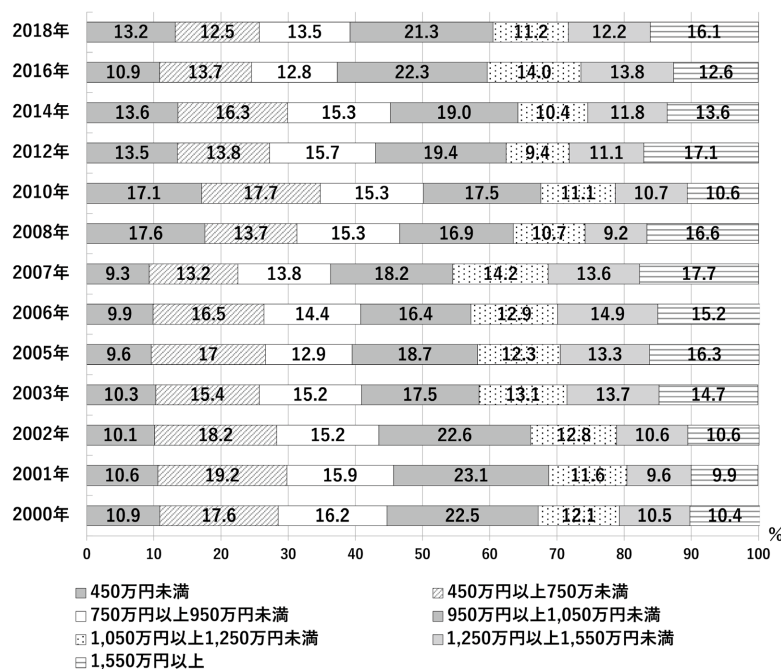 2018年 13.2 12.5 13.5 21.3 11.2 12.2 16.1
2016年 10.9 13.7 12.8 22.3 14.0 13.8 12.6
2014年 13.6 16.3 15.3 19.0 10.4 11.8 13.6
2012年 13.5 13.8 15.7 19.4 9.4 11.1 17.1
2010年 17.1 17.7 15.3 17.5 11.1 10.7 10.6
2008年 17.6 13.7 15.3 16.9 10.7 9.2 16.6
2007年 9.3 13.2 13.8 18.2 14.2 13.6 17.7
2006年 9.9 16.5 14.4 16.4 12.9 14.9 15.2
2005年 9.6 17 12.9 18.7 12.3 13.3 16.3
2003年 10.3 15.4 15.2 17.5 13.1 13.7 14.7
2002年 10.1 18.2 15.2 22.6 12.8 10.6 10.6
2001年 10.6 19.2 15.9 23.1 11.6 9.6 9.9
2000年 10.9 17.6 16.2 22.5 12.1 10.5 10.4
%
0 10 20 30 40 50 60 70 80 90 100
450万円未満 450万円以上750万未満
750万円以上950万円未満 950万円以上1,050万円未満
1,050万円以上1,250万円未満 1,250万円以上1,550万円未満
1,550万円以上